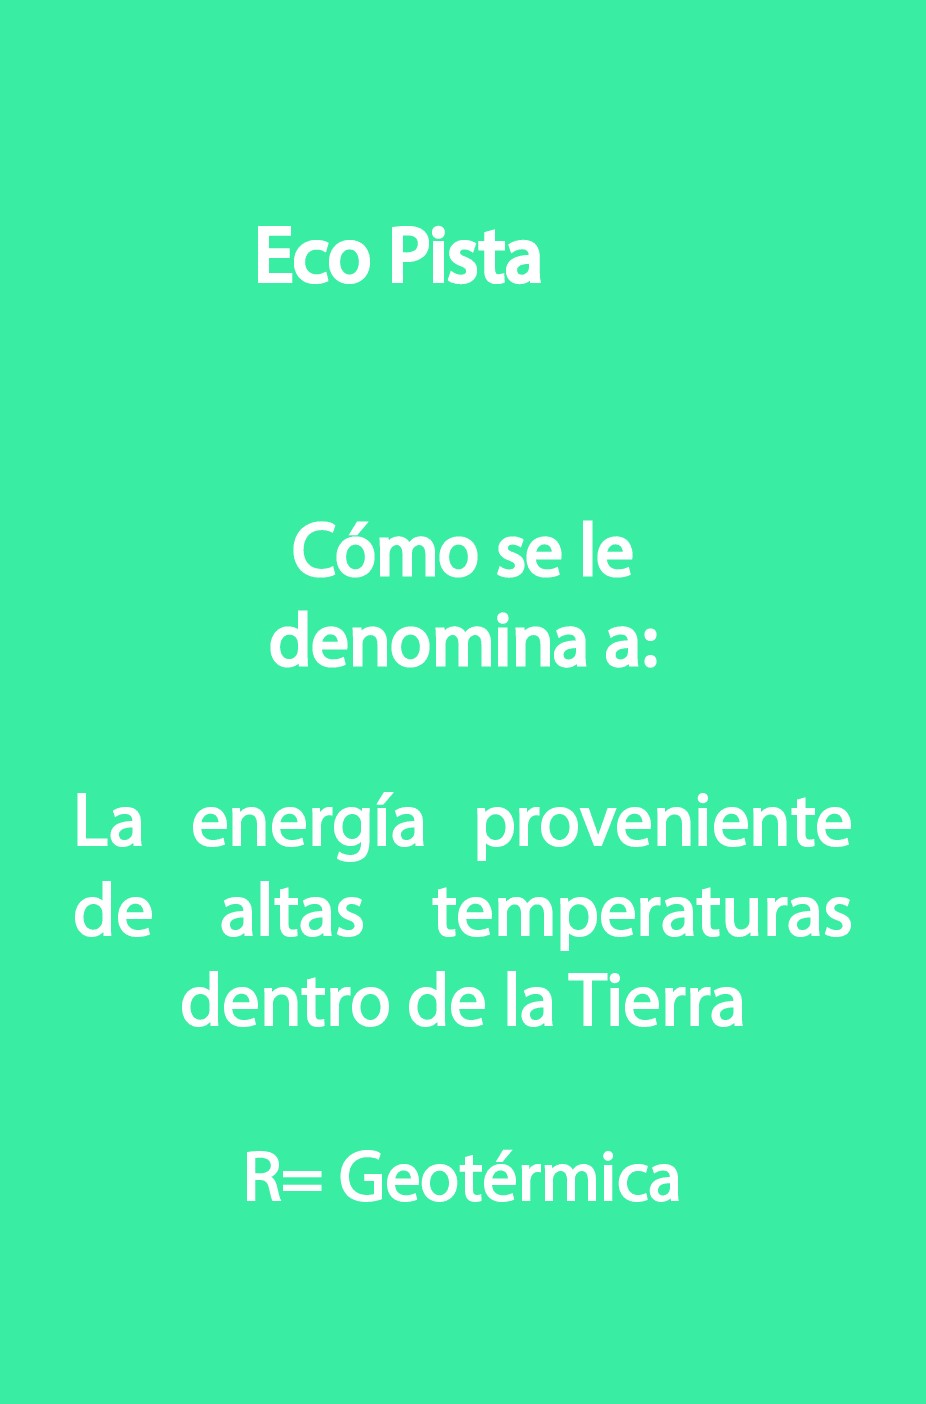 Eco Pista
Cómo se le
denomina a:
La energía proveniente
de altas temperaturas
dentro de la Tierra
R= Geotérmica